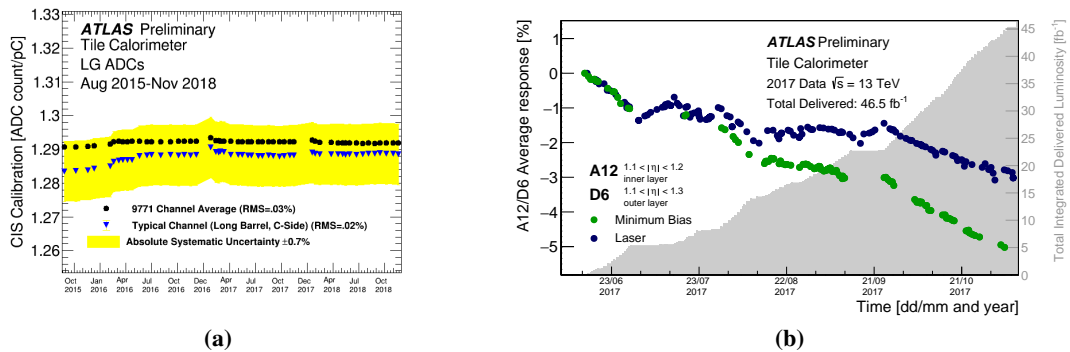 ATLAS Preliminary
Tile Calorimeter
LG ADCs
Aug 2015-Nov 2018
CIS Calibration [ADC count/pC]
1.33
1.32
1.31
1.3
1.29
1.28
1.27
1.26
9771 Channel Average (RMS=.03%)
Typical Channel (Long Barrel, C-Side) (RMS=.02%)
Absolute Systematic Uncertainty ±0.7%
Oct 2015
Jan 2016
Apr 2016
Jul 2016
Oct 2016
Dec 2016
Apr 2017
Jul 2017
Oct 2017
Dec 2017
Apr 2018
Jul 2018
Oct 2018
(a)
A12/D6 Average response [%]
1
0
−1
−2
−3
−4
−5
ATLAS Preliminary
Tile Calorimeter
2017 Data √s = 13 TeV
Total Delivered: 46.5 fb-1
A12 1.1 < |η| < 1.2
inner layer
D6 1.1 < |η| < 1.3
outer layer
Minimum Bias
Laser
45
40
35
30
25
20
15
10
5
0
Total Integrated Delivered Luminosity [fb-1]
23/06 2017
23/07 2017
22/08 2017
21/09 2017
21/10 2017
Time [dd/mm and year]
(b)